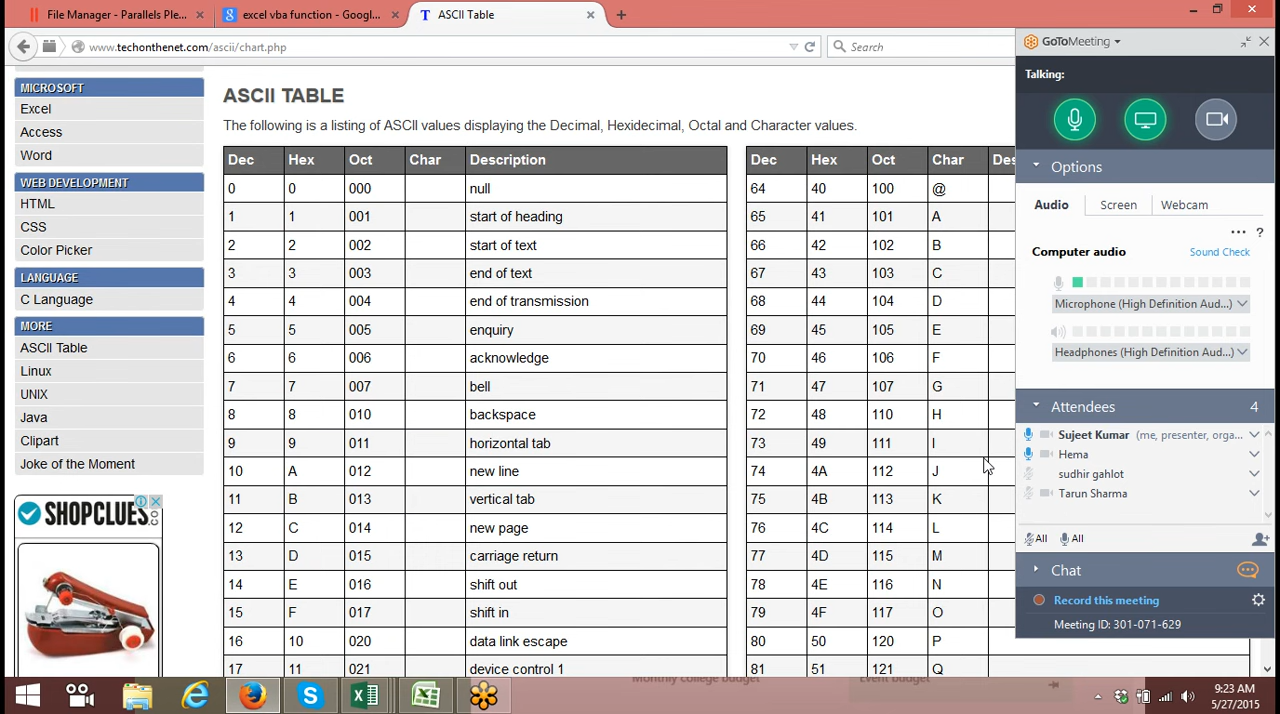 File Manager - Parallels Ple...
excel vba function - Googl...
ASCII Table
www.techonthenet.com/ascii/chart.php
Search
MICROSOFT
Excel
Access
Word
WEB DEVELOPMENT
HTML
CSS
Color Picker
LANGUAGE
C Language
MORE
ASCII Table
Linux
UNIX
Java
Clipart
Joke of the Moment
SHOPCLUES.CO
ASCII TABLE
The following is a listing of ASCII values displaying the Decimal, Hexidecimal, Octal and Character values.
Dec Hex Oct Char Description
0 0 000 null
1 1 001 start of heading
2 2 002 start of text
3 3 003 end of text
4 4 004 end of transmission
5 5 005 enquiry
6 6 006 acknowledge
7 7 007 bell
8 8 010 backspace
9 9 011 horizontal tab
10 A 012 new line
11 B 013 vertical tab
12 C 014 new page
13 D 015 carriage return
14 E 016 shift out
15 F 017 shift in
16 10 020 data link escape
17 11 021 device control 1
Dec Hex Oct Char Des
64 40 100 @
65 41 101 A
66 42 102 B
67 43 103 C
68 44 104 D
69 45 105 E
70 46 106 F
71 47 107 G
72 48 110 H
73 49 111 I
74 4A 112 J
75 4B 113 K
76 4C 114 L
77 4D 115 M
78 4E 116 N
79 4F 117 O
80 50 120 P
81 51 121 Q
GoToMeeting
Talking:
Options
Audio Screen Webcam
... ?
Computer audio Sound Check
Microphone (High Definition Aud...)
Headphones (High Definition Aud...)
Attendees 4
Sujeet Kumar (me, presenter, orga...
Hema
sudhir gahlot
Tarun Sharma
All All
Chat
Record this meeting
Meeting ID: 301-071-629
Monthly college budget
Event budget
9:23 AM
5/27/2015